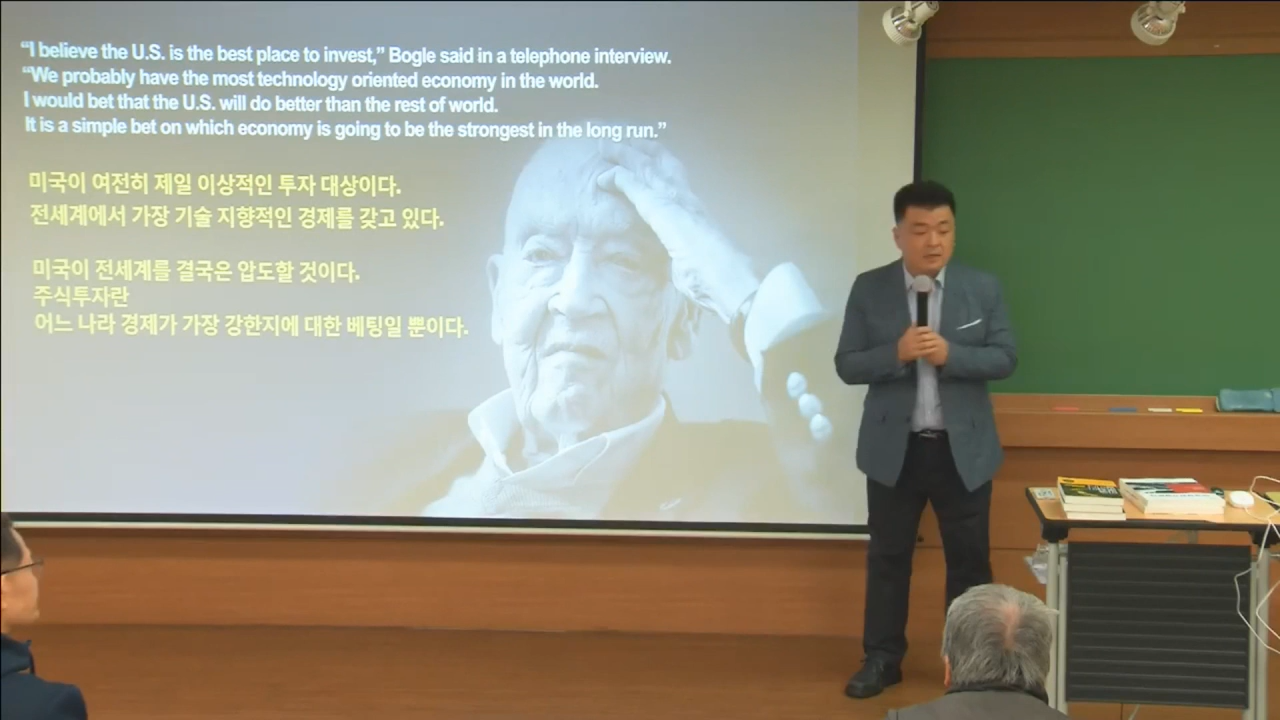 “I believe the U.S. is the best place to invest,” Bogle said in a telephone interview.
“We probably have the most technology oriented economy in the world.
I would bet that the U.S. will do better than the rest of world.
It is a simple bet on which economy is going to be the strongest in the long run.”
미국이 여전히 제일 이상적인 투자 대상이다.
전세계에서 가장 기술 지향적인 경제를 갖고 있다.
미국이 전세계를 결국은 압도할 것이다.
주식투자란
어느 나라 경제가 가장 강한지에 대한 베팅일 뿐이다.